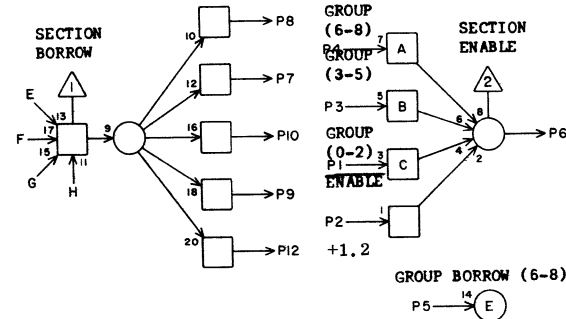 SECTION
BORROW
1
E
13
17
F
15
11
G
H
9
10
P8
12
P7
16
P10
18
P9
20
P12
GROUP
(6-8)
P4
7
A
GROUP
(3-5)
P3
5
B
GROUP
(0-2)
P1
3
C
ENABLE
P2
1
+1.2
SECTION
ENABLE
2
8
6
4
2
P6
GROUP BORROW (6-8)
P5
14
E